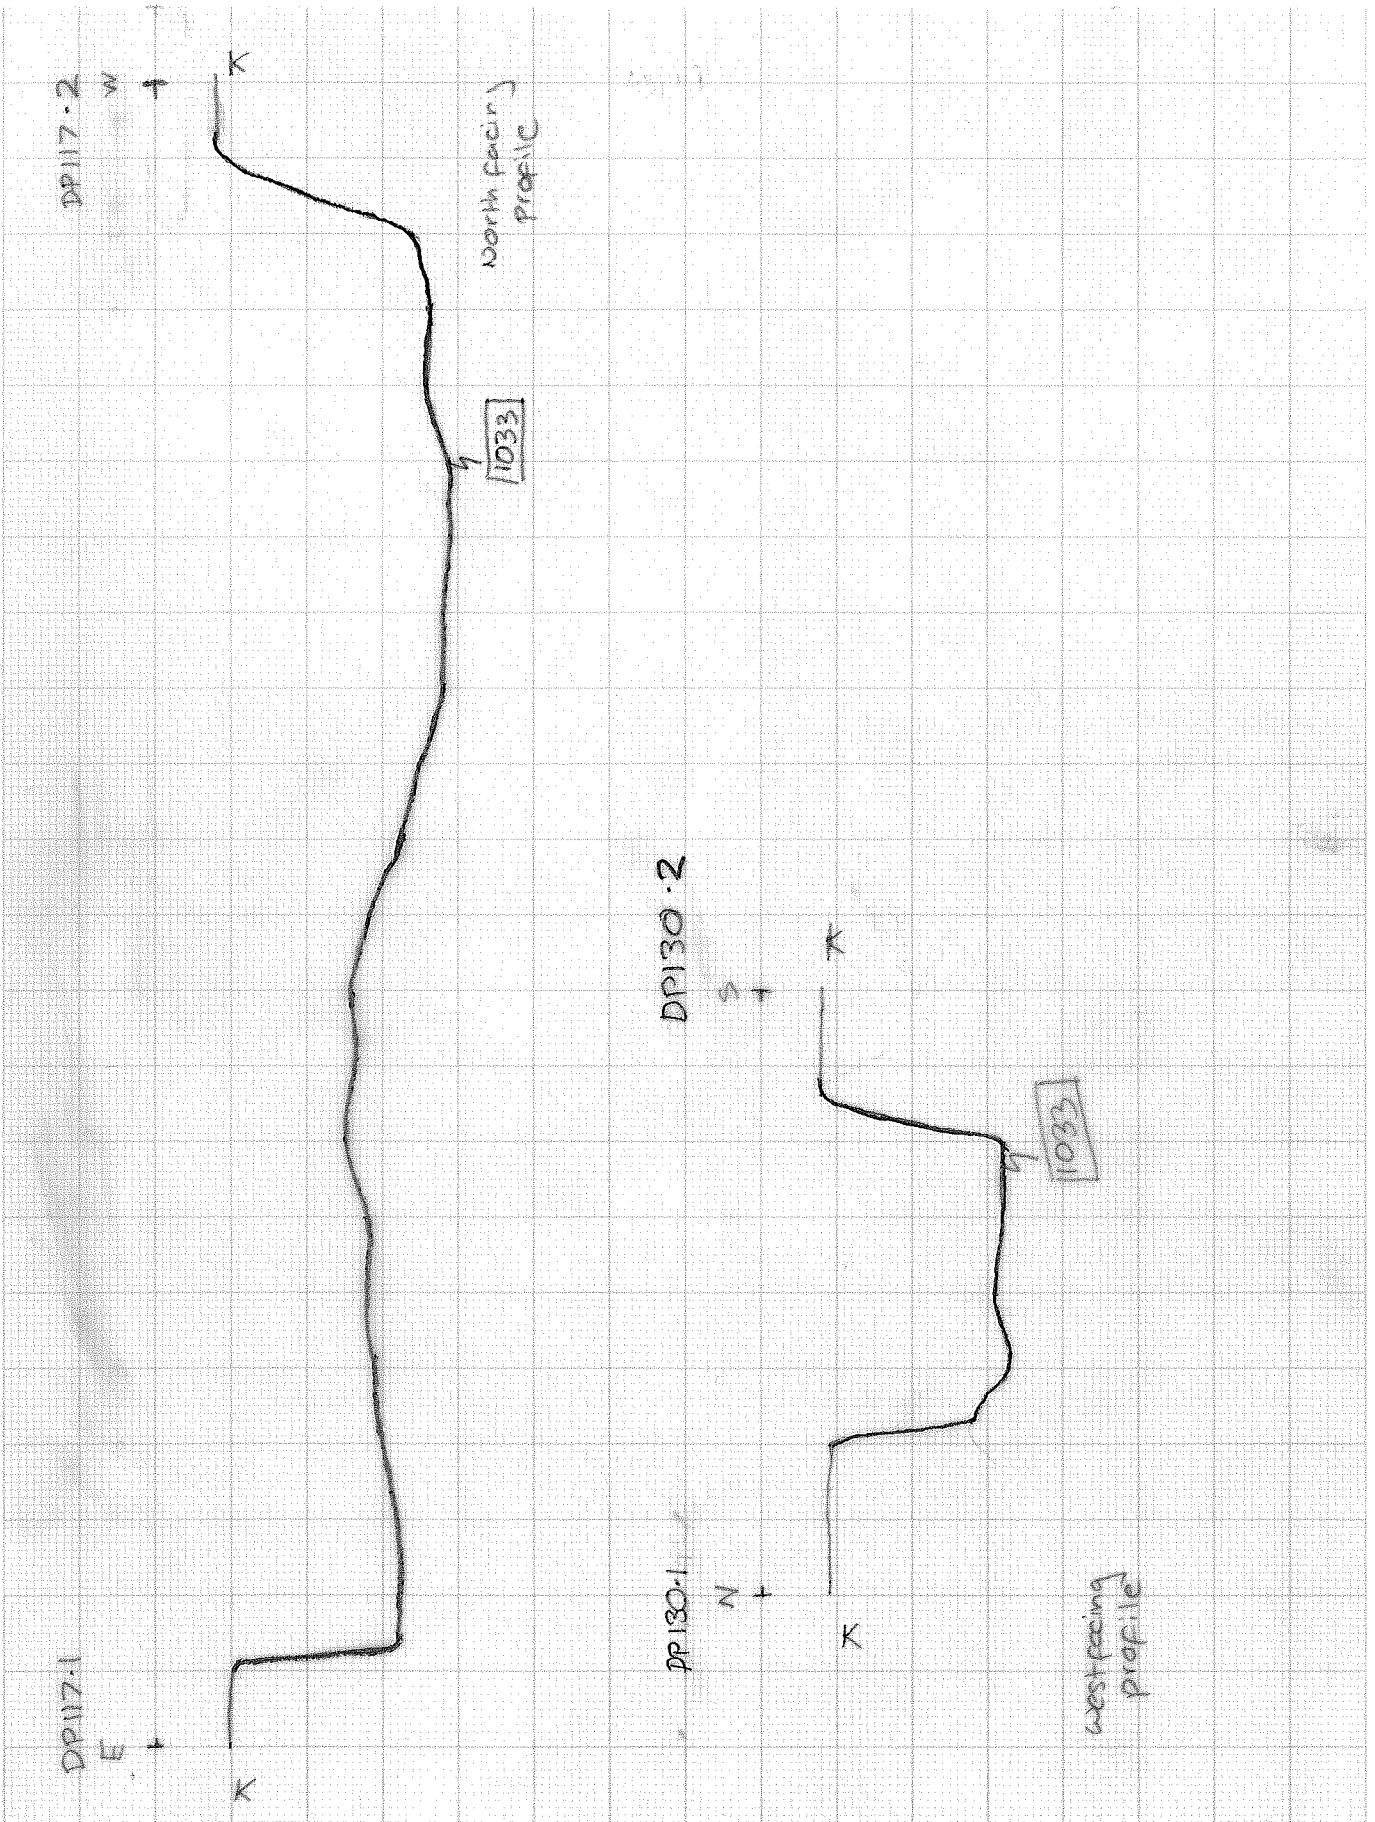 DP117.1
E
K
DP117.2
W
K
1033
North facing
profile
DP130.1
N
K
DP130.2
S
K
1033
west facing
profile